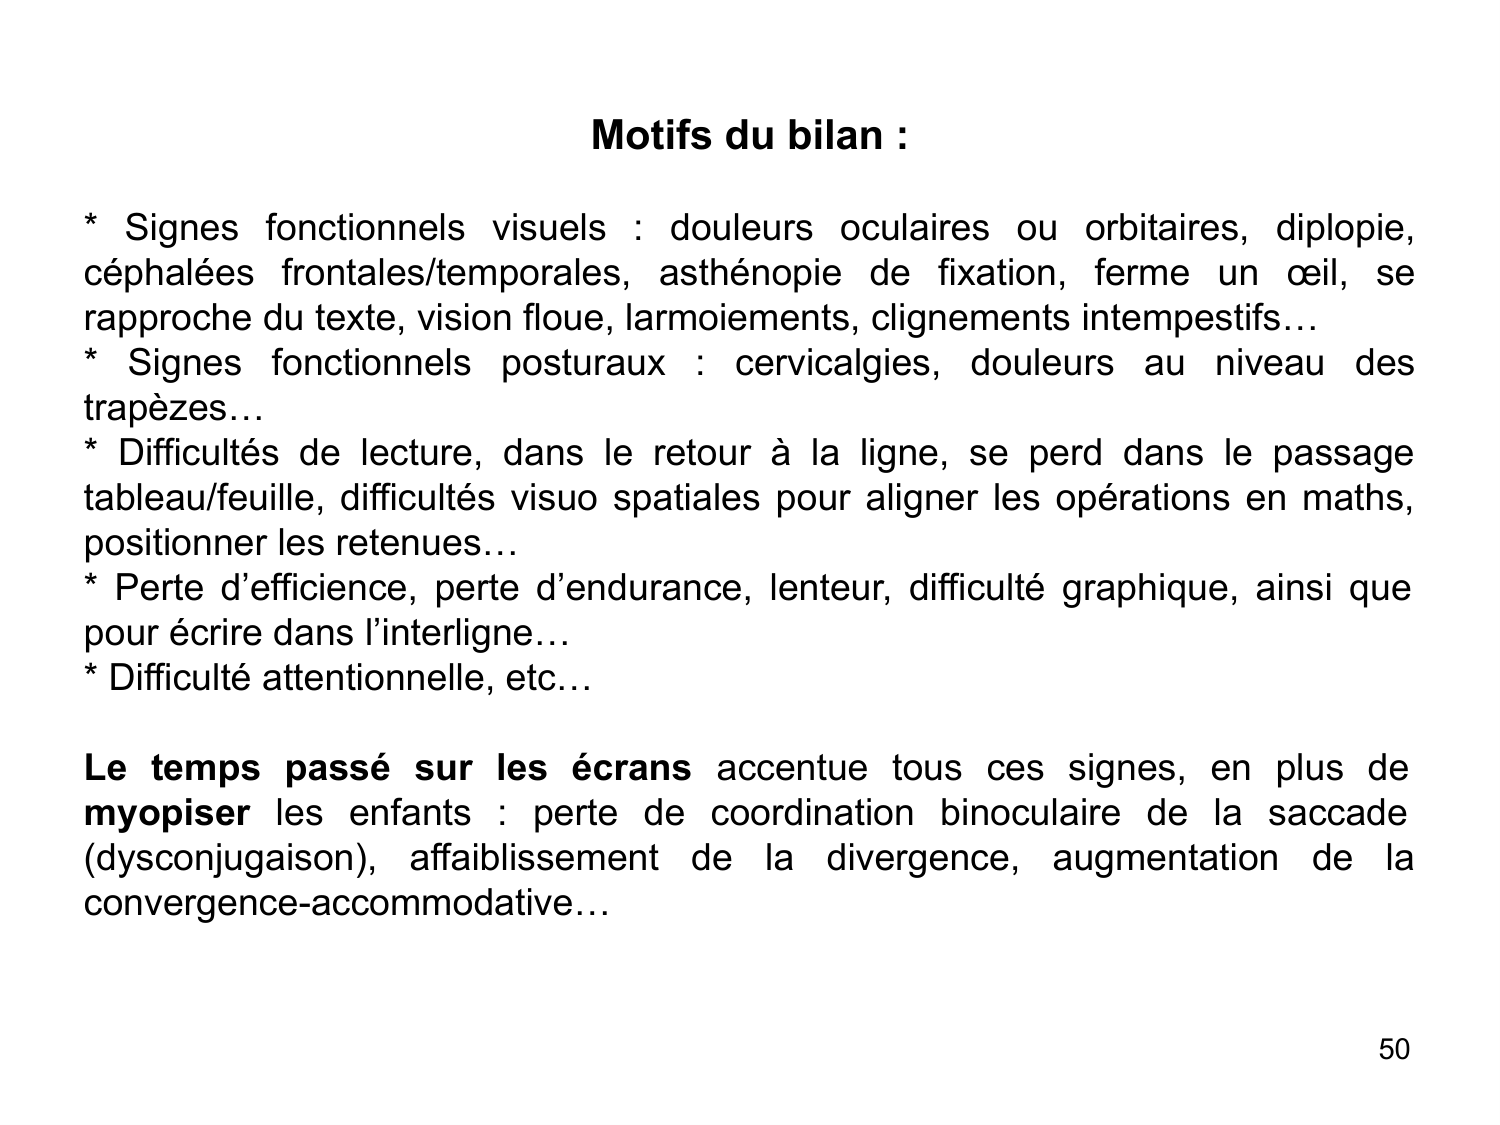 Motifs du bilan :
* Signes fonctionnels visuels : douleurs oculaires ou orbitaires, diplopie,
céphalées frontales/temporales, asthénopie de fixation, ferme un œil, se
rapproche du texte, vision floue, larmoiements, clignements intempestifs…
* Signes fonctionnels posturaux : cervicalgies, douleurs au niveau des
trapèzes…
* Difficultés de lecture, dans le retour à la ligne, se perd dans le passage
tableau/feuille, difficultés visuo spatiales pour aligner les opérations en maths,
positionner les retenues…
* Perte d’efficience, perte d’endurance, lenteur, difficulté graphique, ainsi que
pour écrire dans l’interligne…
* Difficulté attentionnelle, etc…
Le temps passé sur les écrans accentue tous ces signes, en plus de
myopiser les enfants : perte de coordination binoculaire de la saccade
(dysconjugaison), affaiblissement de la divergence, augmentation de la
convergence-accommodative…
50